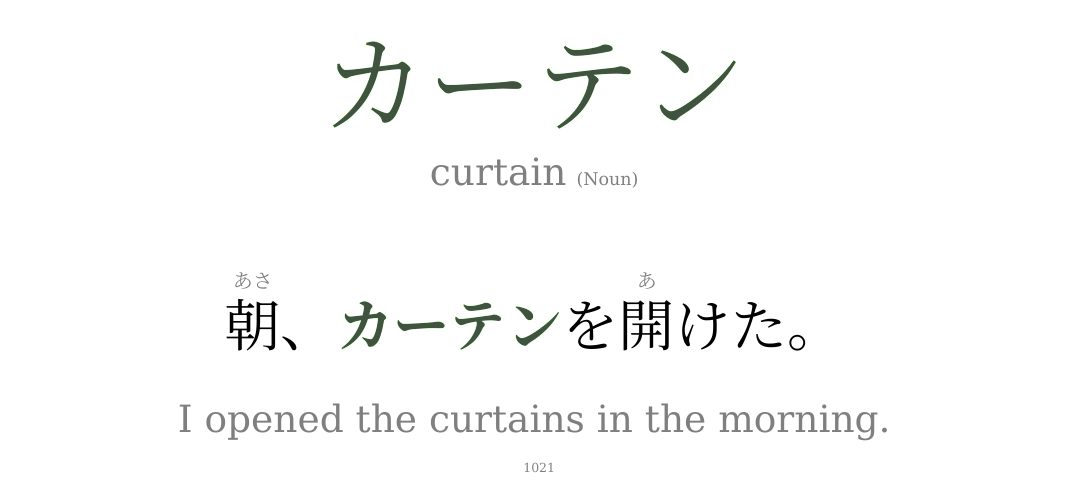 カーテン
curtain (Noun)
あさ あ
朝、カーテンを開けた。
I opened the curtains in the morning.
1021